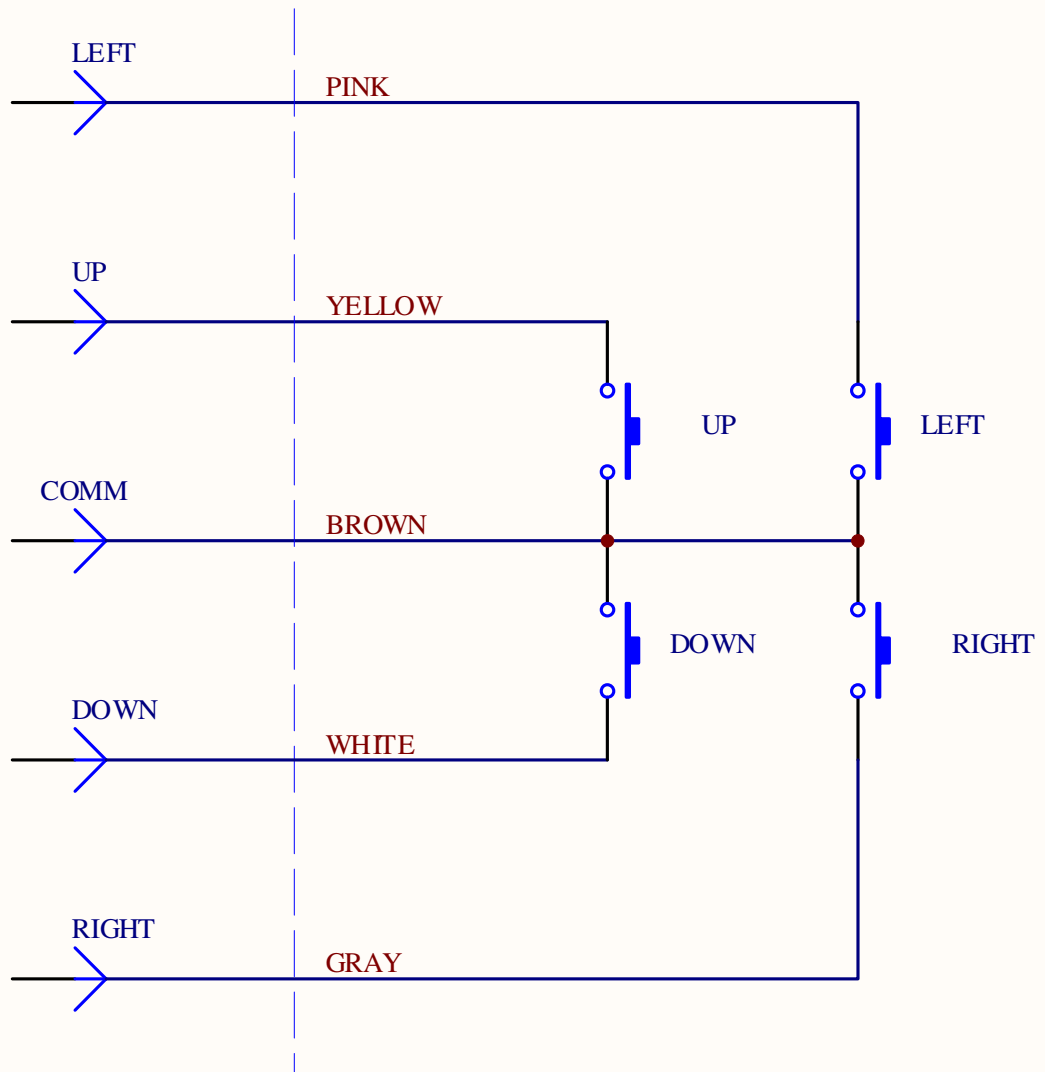 LEFT
PINK
UP
YELLOW
UP
LEFT
COMM
BROWN
DOWN
RIGHT
DOWN
WHITE
RIGHT
GRAY